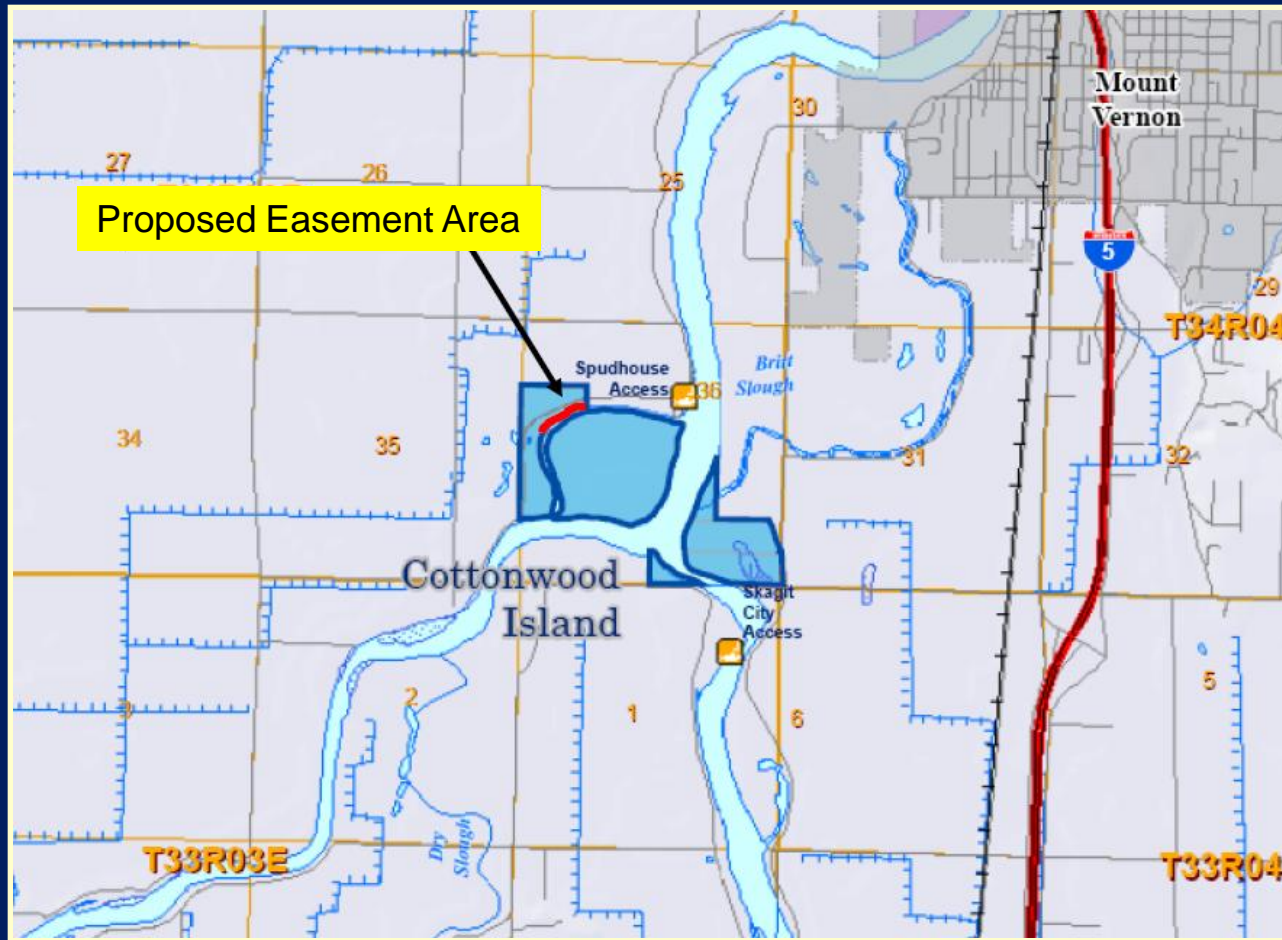 Mount
Vernon
30
27
26
25
Proposed Easement Area
5
29
T34R04
Spudhouse
Access
36
Britt
Slough
34
35
31
32
Cottonwood
Island
Skagit
City
Access
2
1
6
5
3
Dry
Slough
T33R03E
T33R04